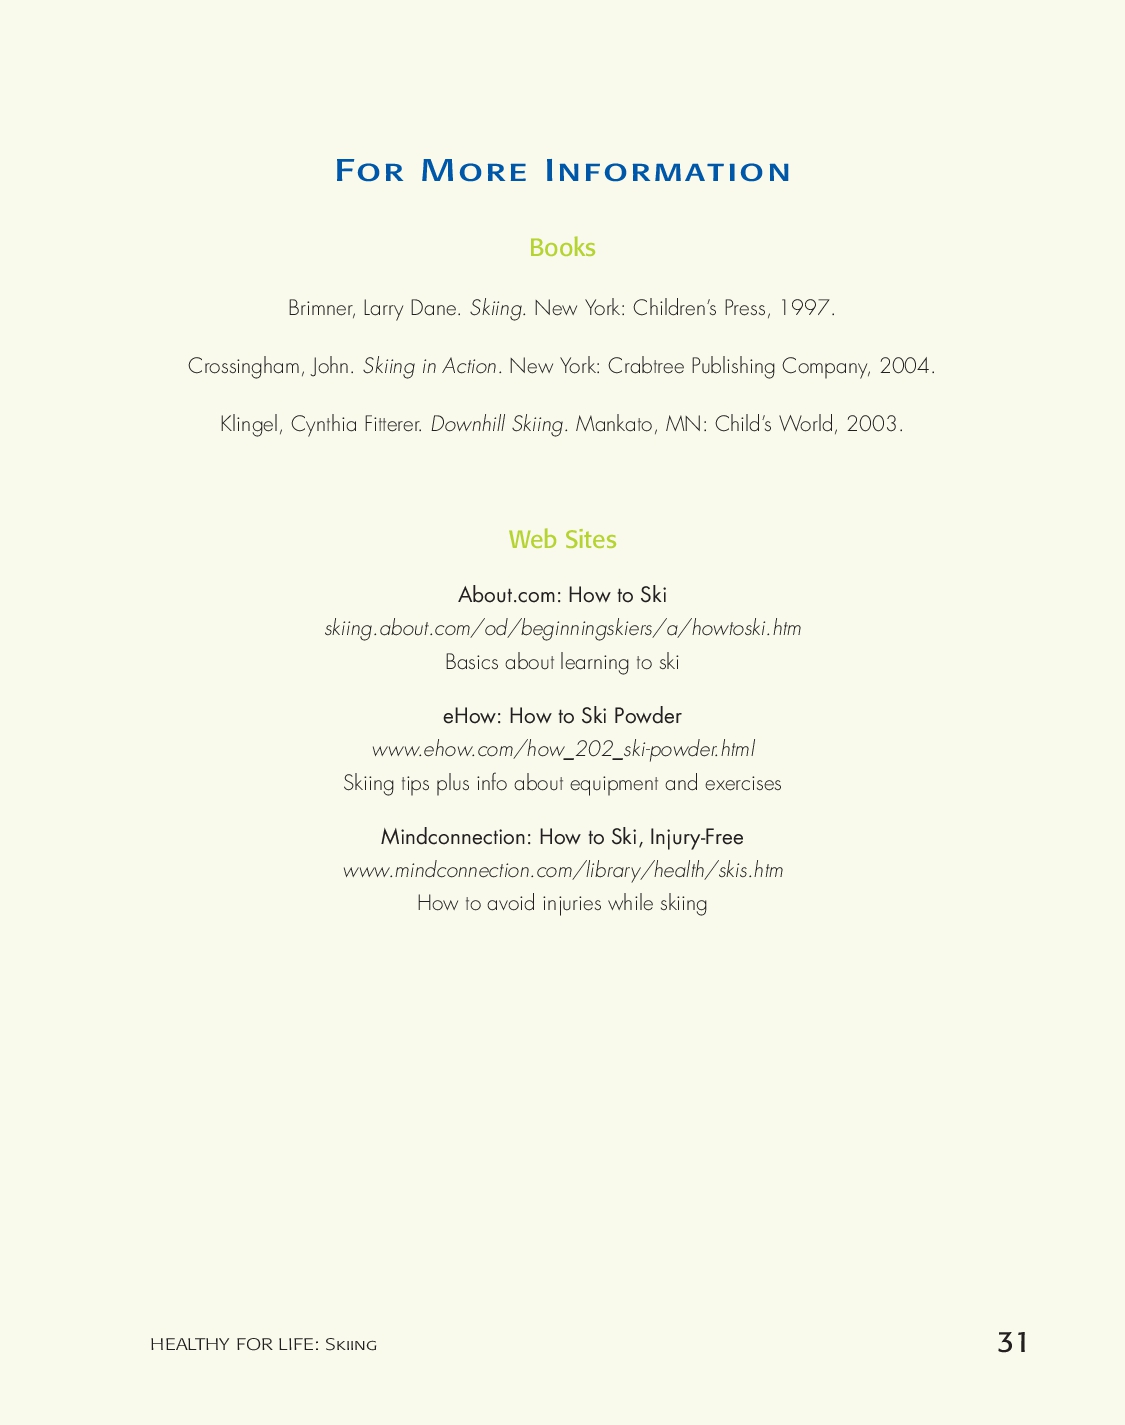 For More Information
Books
Brimner, Larry Dane. Skiing. New York: Children’s Press, 1997.
Crossingham, John. Skiing in Action. New York: Crabtree Publishing Company, 2004.
Klingel, Cynthia Fitterer. Downhill Skiing. Mankato, MN: Child’s World, 2003.
Web Sites
About.com: How to Ski
skiing.about.com/od/beginningskiers/a/howtoski.htm
Basics about learning to ski
eHow: How to Ski Powder
www.ehow.com/how_202_ski-powder.html
Skiing tips plus info about equipment and exercises
Mindconnection: How to Ski, Injury-Free
www.mindconnection.com/library/health/skis.htm
How to avoid injuries while skiing
HEALTHY FOR LIFE: Skiing
31